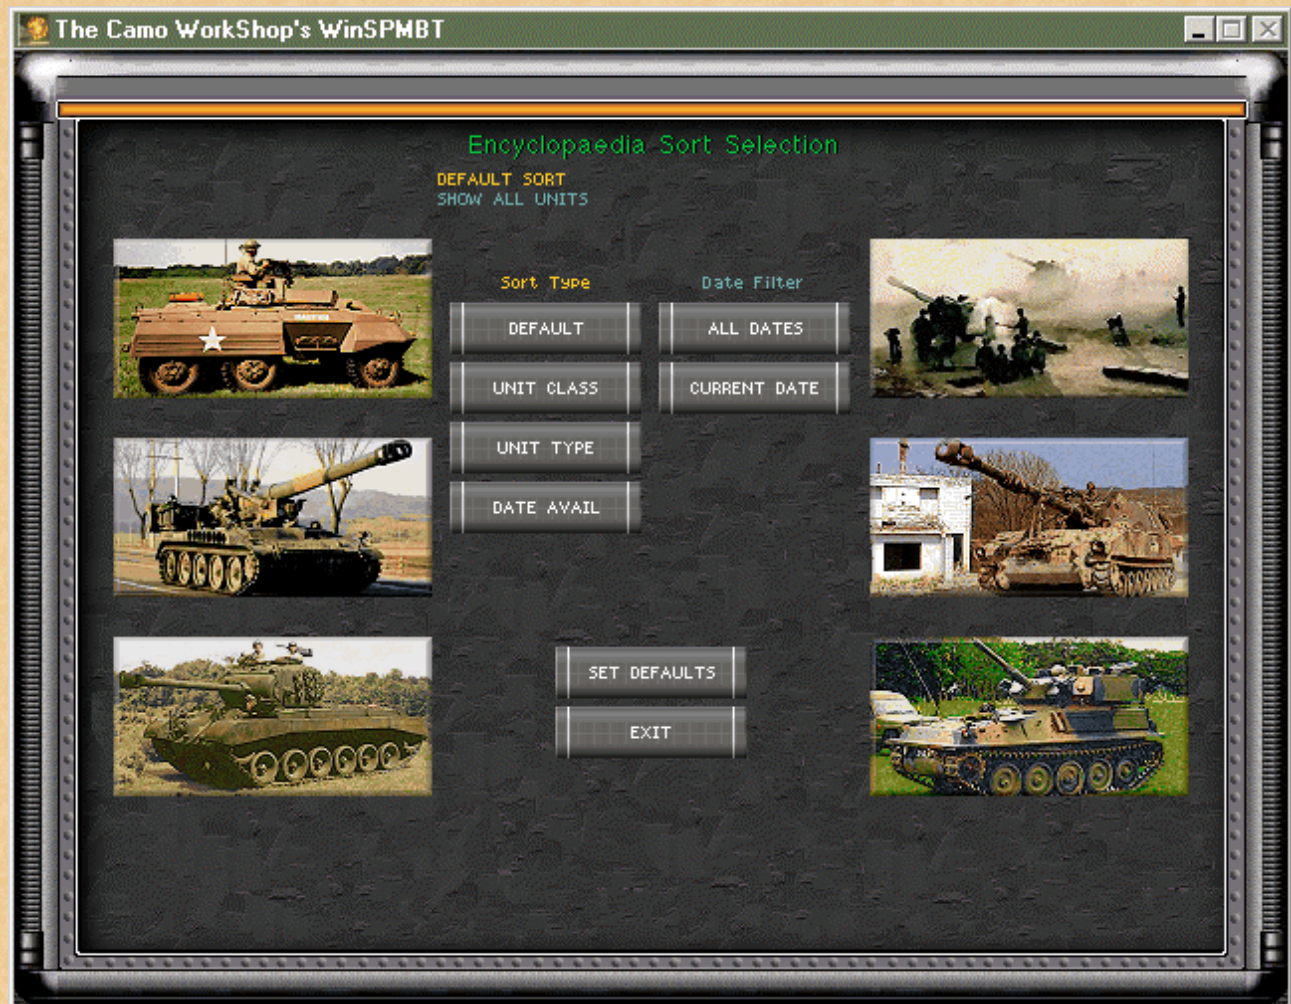 The Camo WorkShop's WinSPMBT
Encyclopaedia Sort Selection
DEFAULT SORT
SHOW ALL UNITS
Sort Type
Date Filter
DEFAULT
ALL DATES
UNIT CLASS
CURRENT DATE
UNIT TYPE
DATE AVAIL
SET DEFAULTS
EXIT